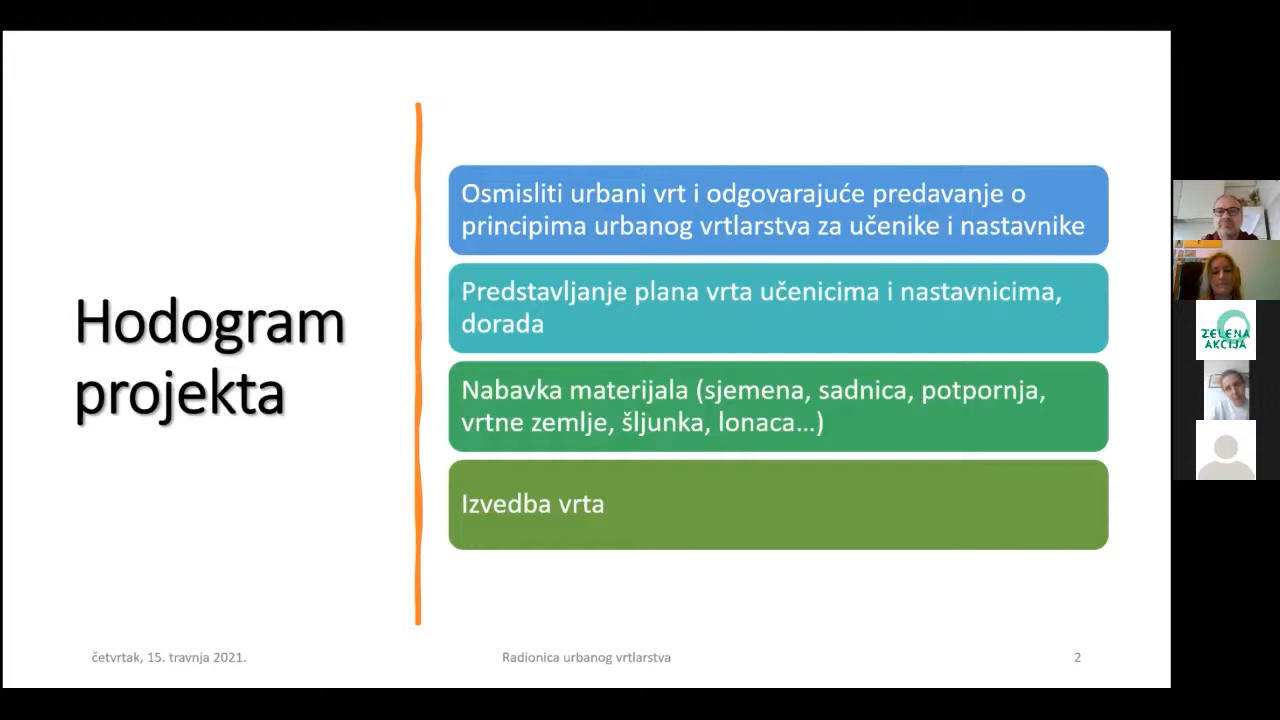 Hodogram
projekta
Osmisliti urbani vrt i odgovarajuće predavanje o
principima urbanog vrtlarstva za učenike i nastavnike
Predstavljanje plana vrta učenicima i nastavnicima,
dorada
Nabavka materijala (sjemena, sadnica, potpornja,
vrtne zemlje, šljunka, lonaca…)
Izvedba vrta
četvrtak, 15. travnja 2021.
Radionica urbanog vrtlarstva
2
ZELENA
AKCIJA